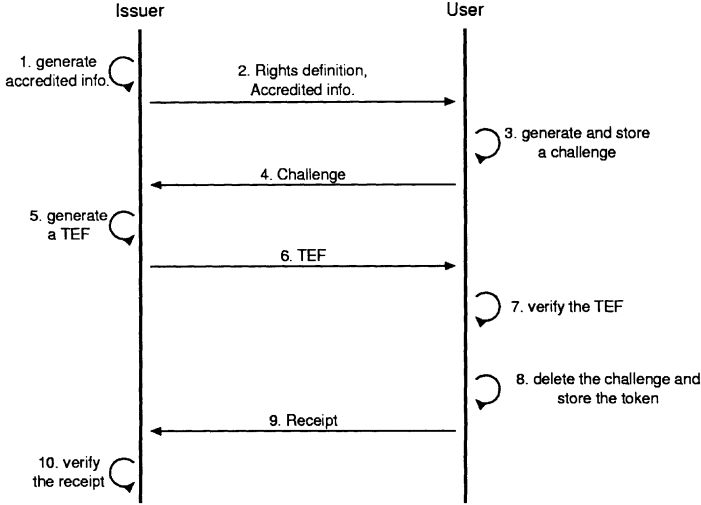 Issuer
User
1. generate
accredited info.
2. Rights definition,
Accredited info.
3. generate and store
a challenge
4. Challenge
5. generate
a TEF
6. TEF
7. verify the TEF
8. delete the challenge and
store the token
9. Receipt
10. verify
the receipt